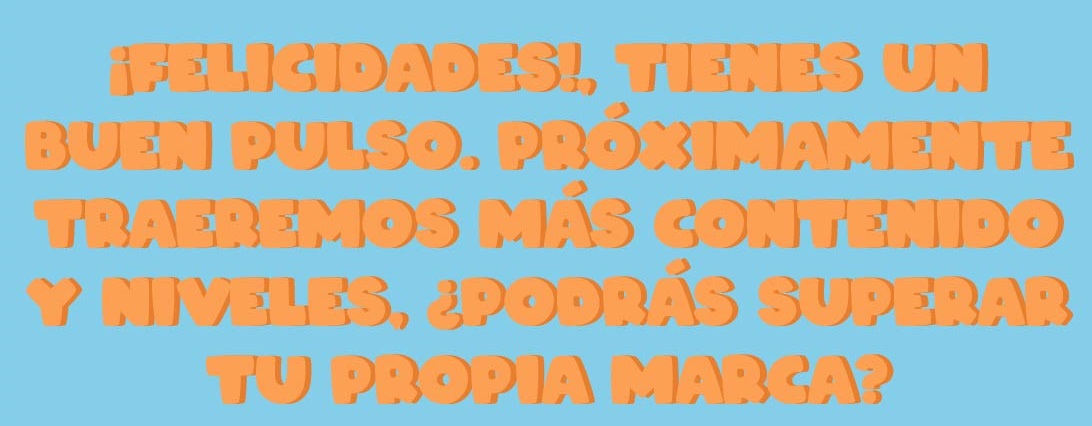 ¡FELICIDADES!, TIENES UN
BUEN PULSO. PRÓXIMAMENTE
TRAEREMOS MÁS CONTENIDO
Y NIVELES, ¿PODRÁS SUPERAR
TU PROPIA MARCA?